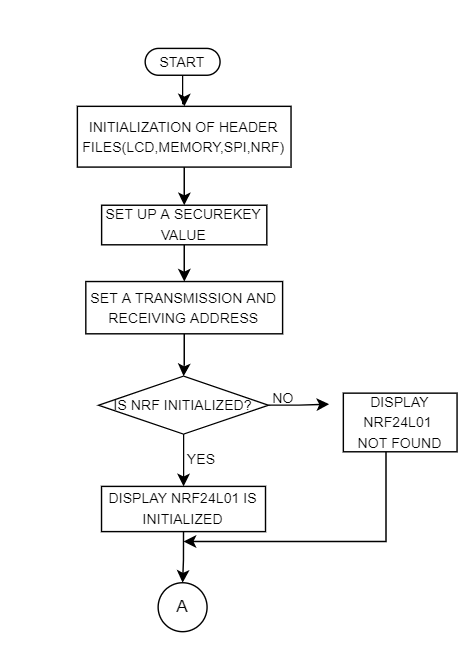 START
INITIALIZATION OF HEADER
FILES(LCD,MEMORY,SPI,NRF)
SET UP A SECUREKEY
VALUE
SET A TRANSMISSION AND
RECEIVING ADDRESS
IS NRF INITIALIZED?
NO
DISPLAY
NRF24L01
NOT FOUND
YES
DISPLAY NRF24L01 IS
INITIALIZED
A